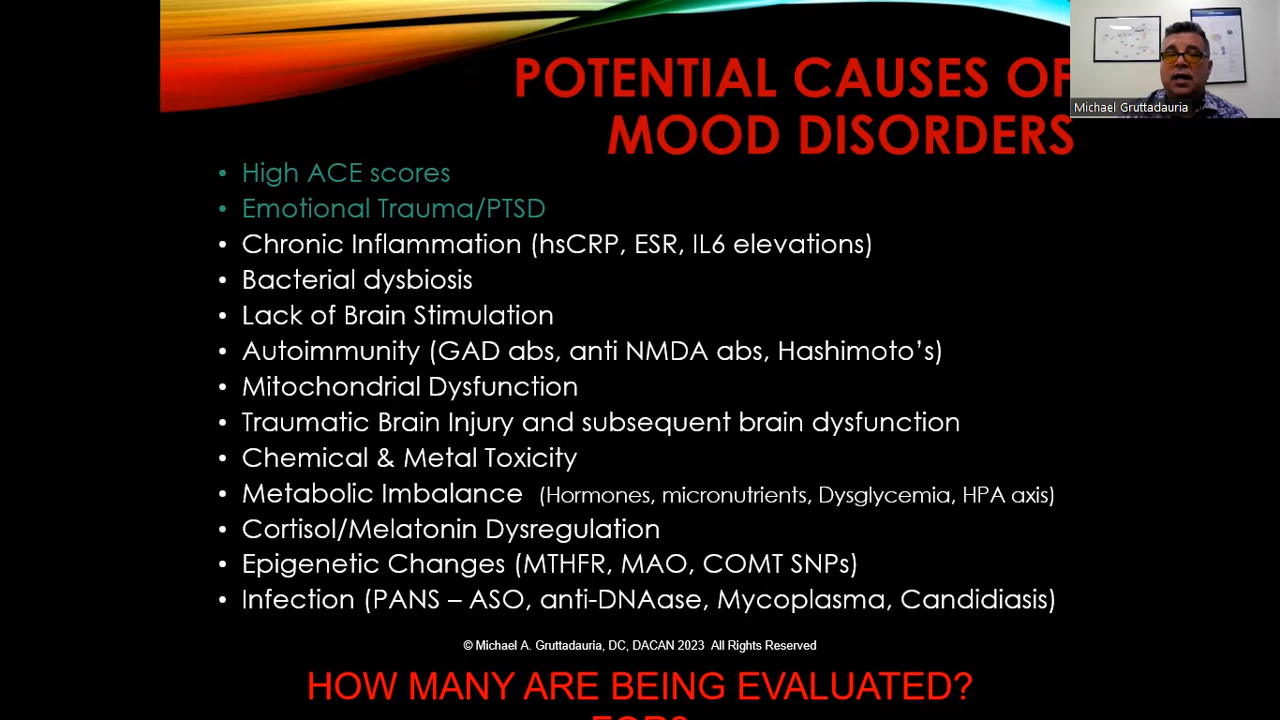 POTENTIAL CAUSES OF
MOOD DISORDERS
Michael Gruttadauria
• High ACE scores
• Emotional Trauma/PTSD
• Chronic Inflammation (hsCRP, ESR, IL6 elevations)
• Bacterial dysbiosis
• Lack of Brain Stimulation
• Autoimmunity (GAD abs, anti NMDA abs, Hashimoto’s)
• Mitochondrial Dysfunction
• Traumatic Brain Injury and subsequent brain dysfunction
• Chemical & Metal Toxicity
• Metabolic Imbalance (Hormones, micronutrients, Dysglycemia, HPA axis)
• Cortisol/Melatonin Dysregulation
• Epigenetic Changes (MTHFR, MAO, COMT SNPs)
• Infection (PANS – ASO, anti-DNAase, Mycoplasma, Candidiasis)
© Michael A. Gruttadauria, DC, DACAN 2023 All Rights Reserved
HOW MANY ARE BEING EVALUATED?
FOR?